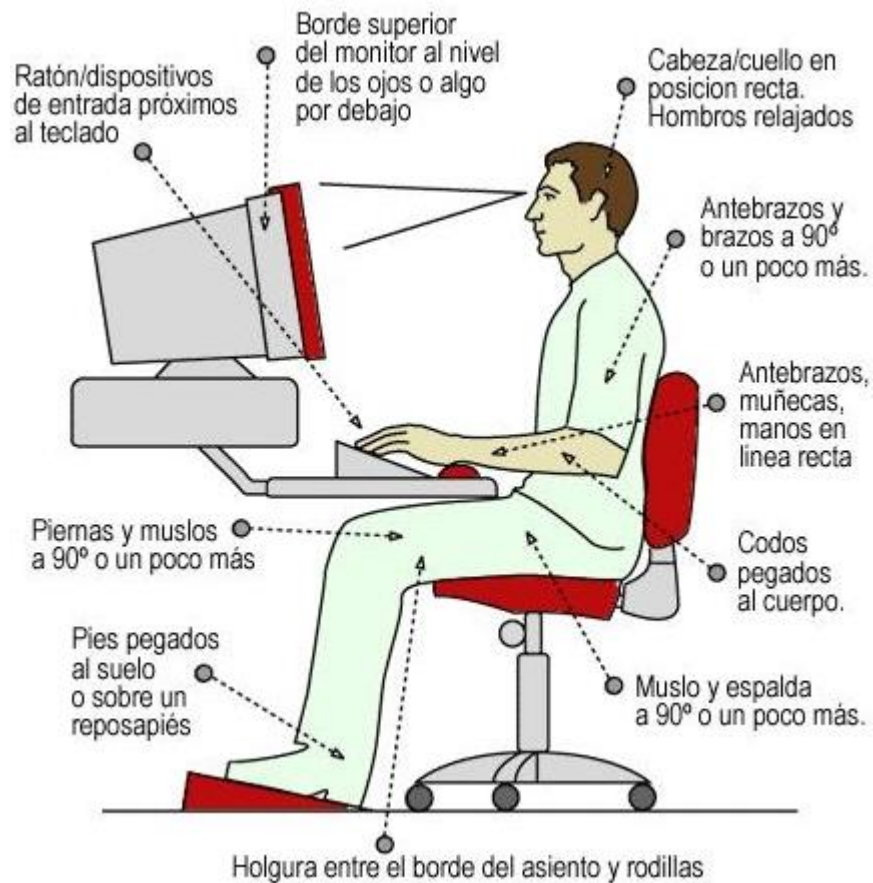 Borde superior
del monitor al nivel
de los ojos o algo
por debajo
Ratón/dispositivos
de entrada próximos
al teclado
Cabeza/cuello en
posicion recta.
Hombros relajados
Antebrazos y
brazos a 90º
o un poco más.
Antebrazos,
muñecas,
manos en
linea recta
Piernas y muslos
a 90º o un poco más
Codos
pegados
al cuerpo.
Pies pegados
al suelo
o sobre un
reposapiés
Muslo y espalda
a 90º o un poco más.
Holgura entre el borde del asiento y rodillas